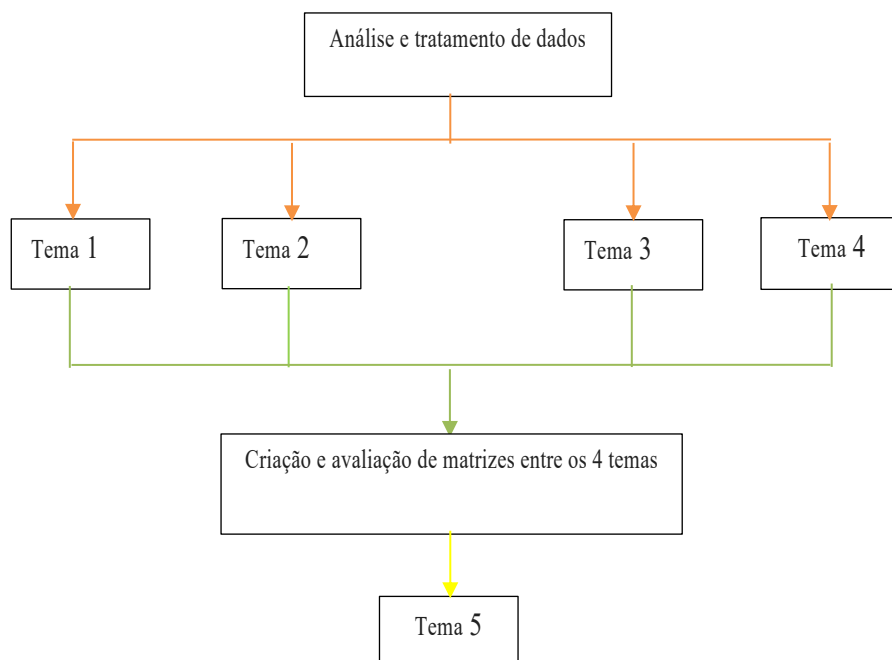 Análise e tratamento de dados
Tema 1
Tema 2
Tema 3
Tema 4
Criação e avaliação de matrizes entre os 4 temas
Tema 5